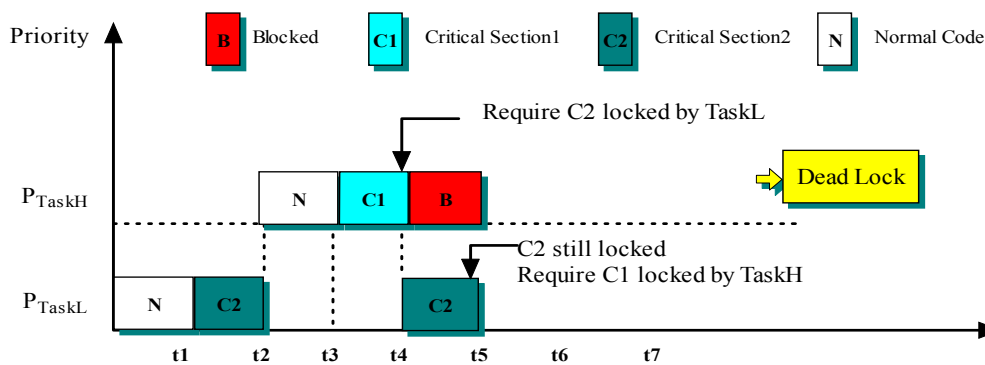 Priority
B Blocked
C1 Critical Section1
C2 Critical Section2
N Normal Code
Require C2 locked by TaskL
Dead Lock
PTaskH
N C1 B
C2 still locked
Require C1 locked by TaskH
PTaskL
N C2 C2
t1 t2 t3 t4 t5 t6 t7